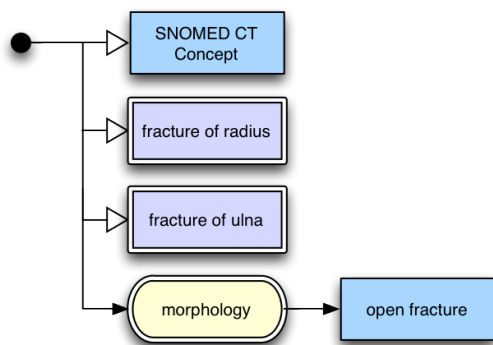 SNOMED CT
Concept
fracture of radius
fracture of ulna
morphology
open fracture